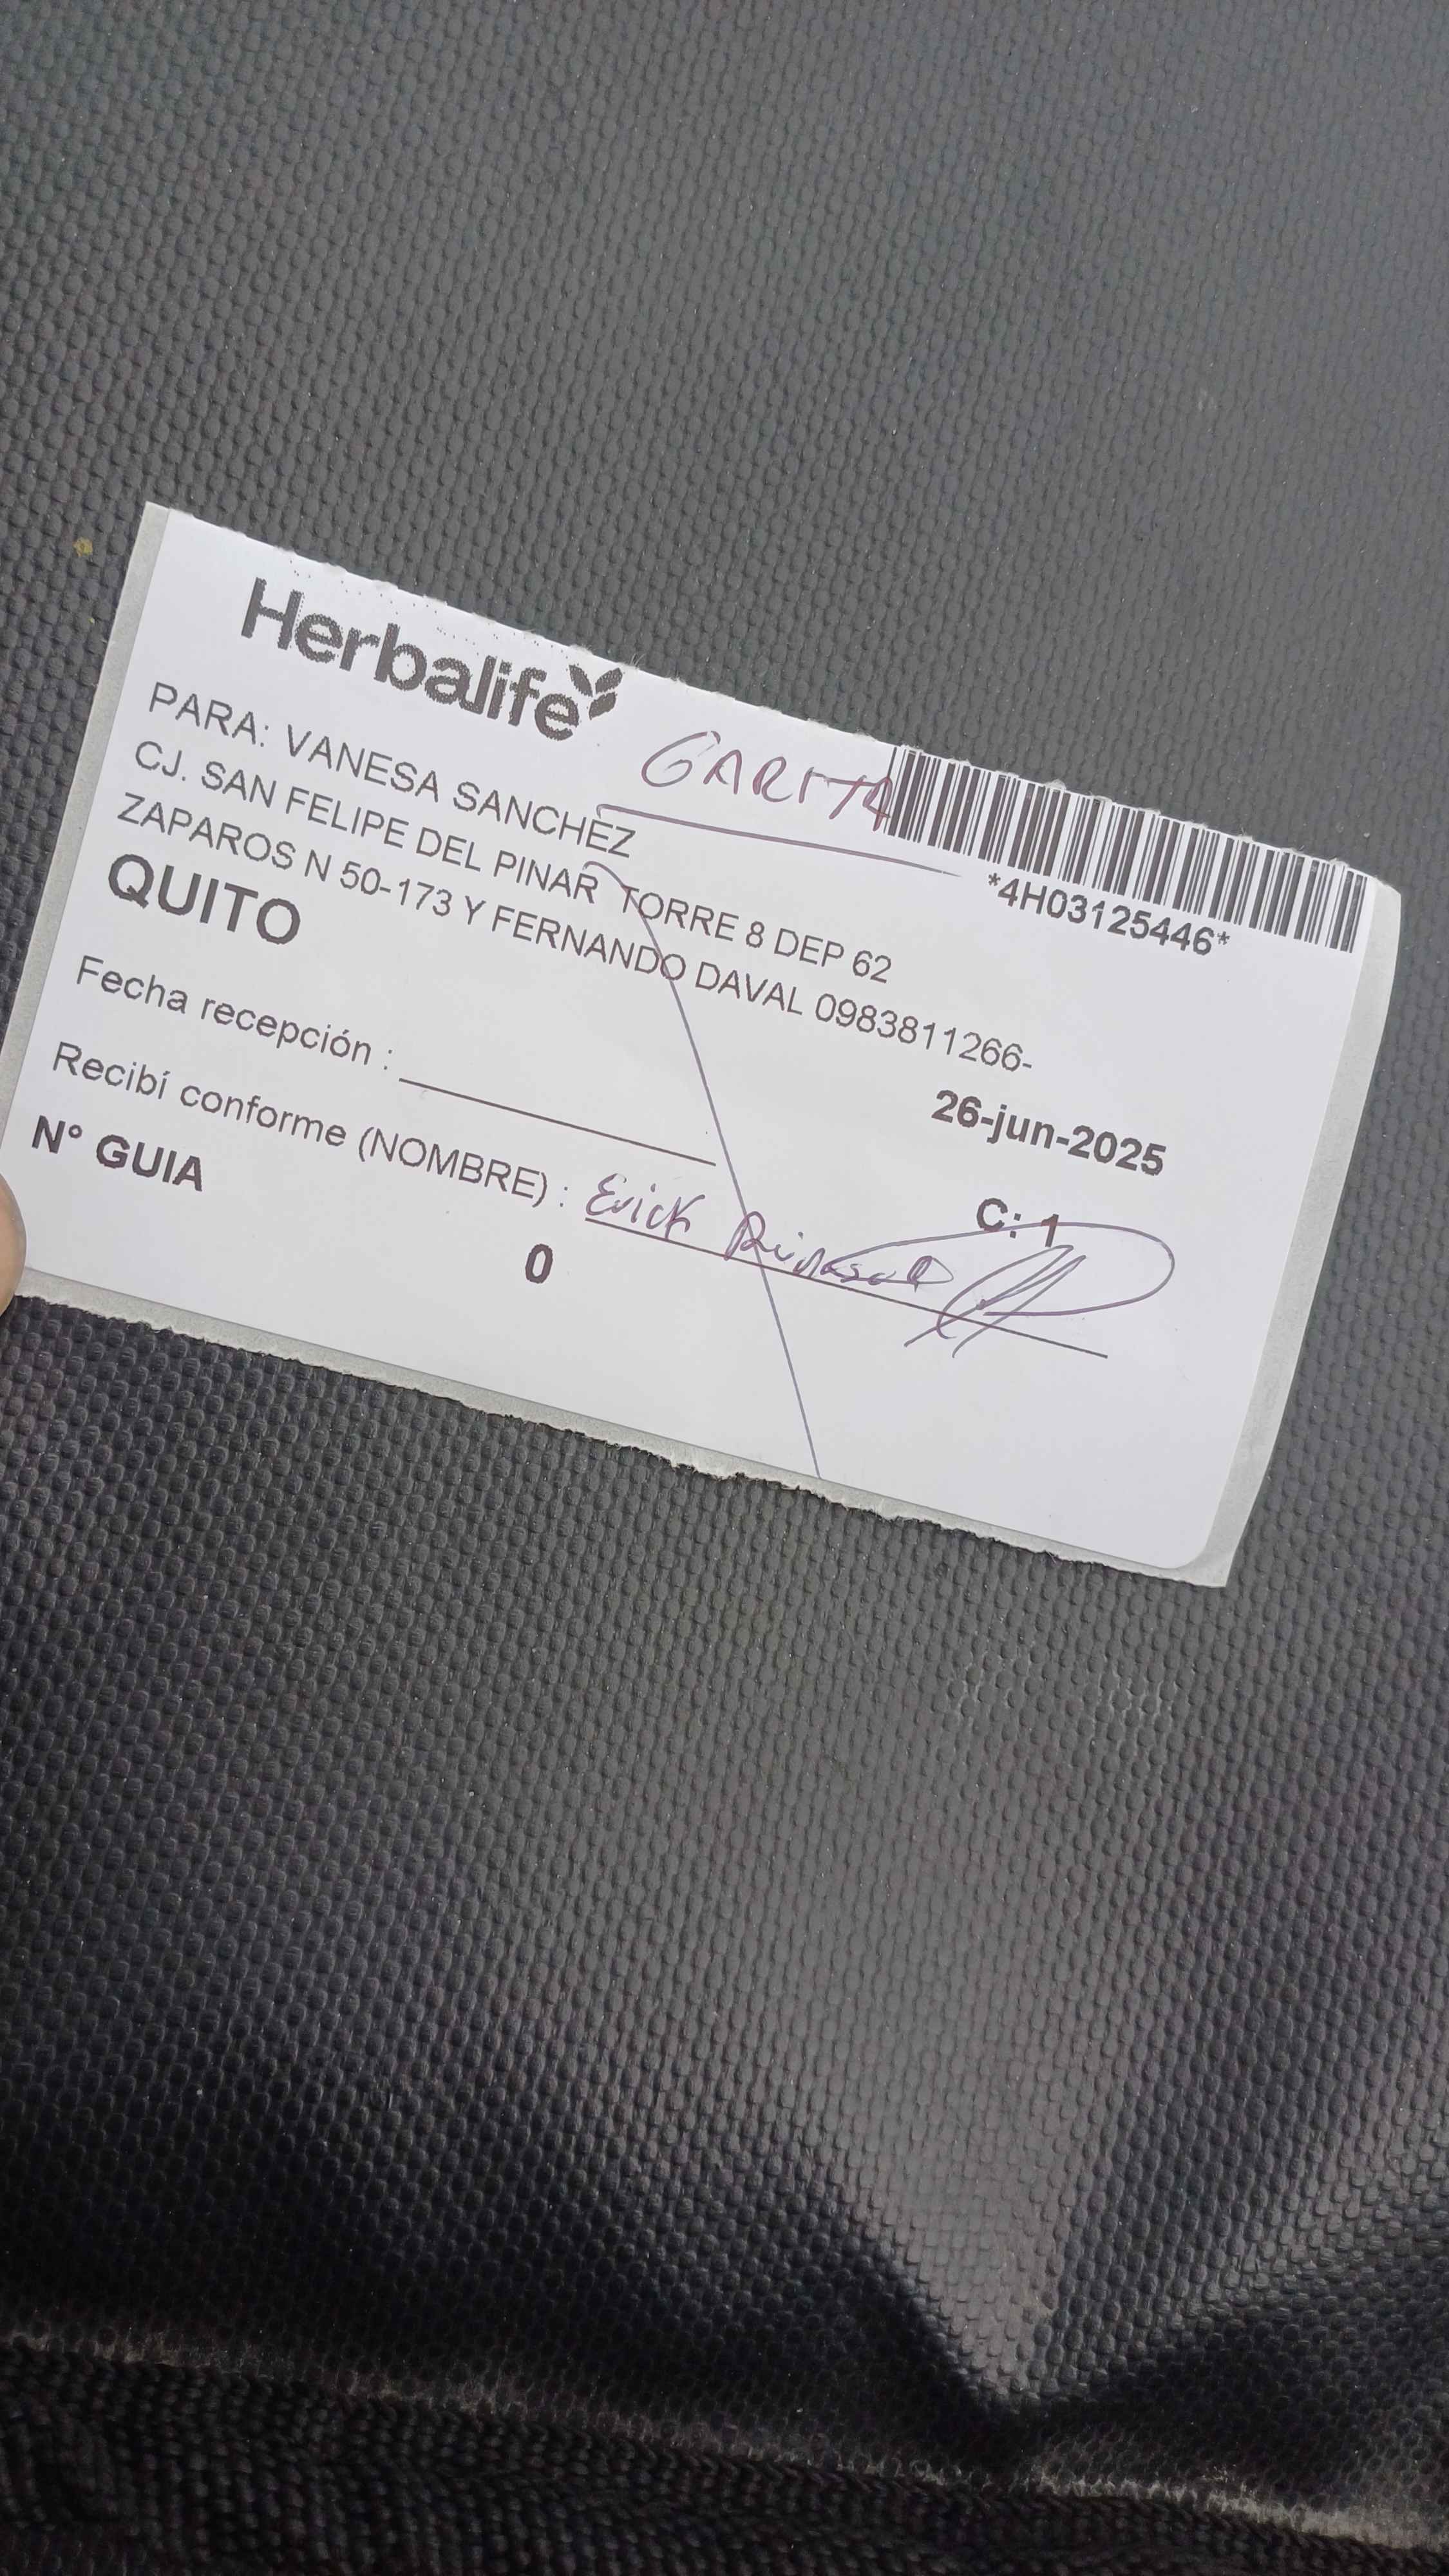 Herbalife
GARITA
*4H03125446*
PARA: VANESA SANCHEZ
CJ. SAN FELIPE DEL PINAR TORRE 8 DEP 62
ZAPAROS N 50-173 Y FERNANDO DAVAL 0983811266-
QUITO
26-jun-2025
Fecha recepción :
C: 1
Recibí conforme (NOMBRE) : Erick
N° GUIA
0